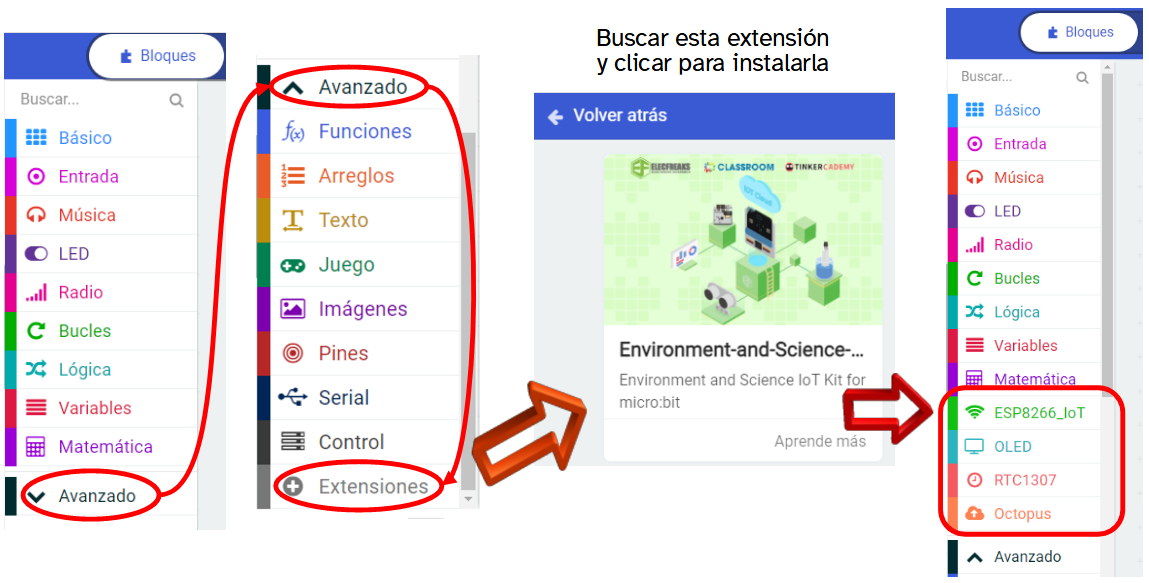 Bloques
Buscar...
Básico
Entrada
Música
LED
Radio
Bucles
Lógica
Variables
Matemática
Avanzado
Avanzado
Funciones
Arreglos
Texto
Juego
Imágenes
Pines
Serial
Control
Extensiones
Buscar esta extensión
y clicar para instalarla
Volver atrás
ELECFREAKS CLASSROOM TINKERCADEMY
IOT Cloud
Environment-and-Science-...
Environment and Science IoT Kit for
micro:bit
Aprende más
Bloques
Buscar...
Básico
Entrada
Música
LED
Radio
Bucles
Lógica
Variables
Matemática
ESP8266_IoT
OLED
RTC1307
Octopus
Avanzado